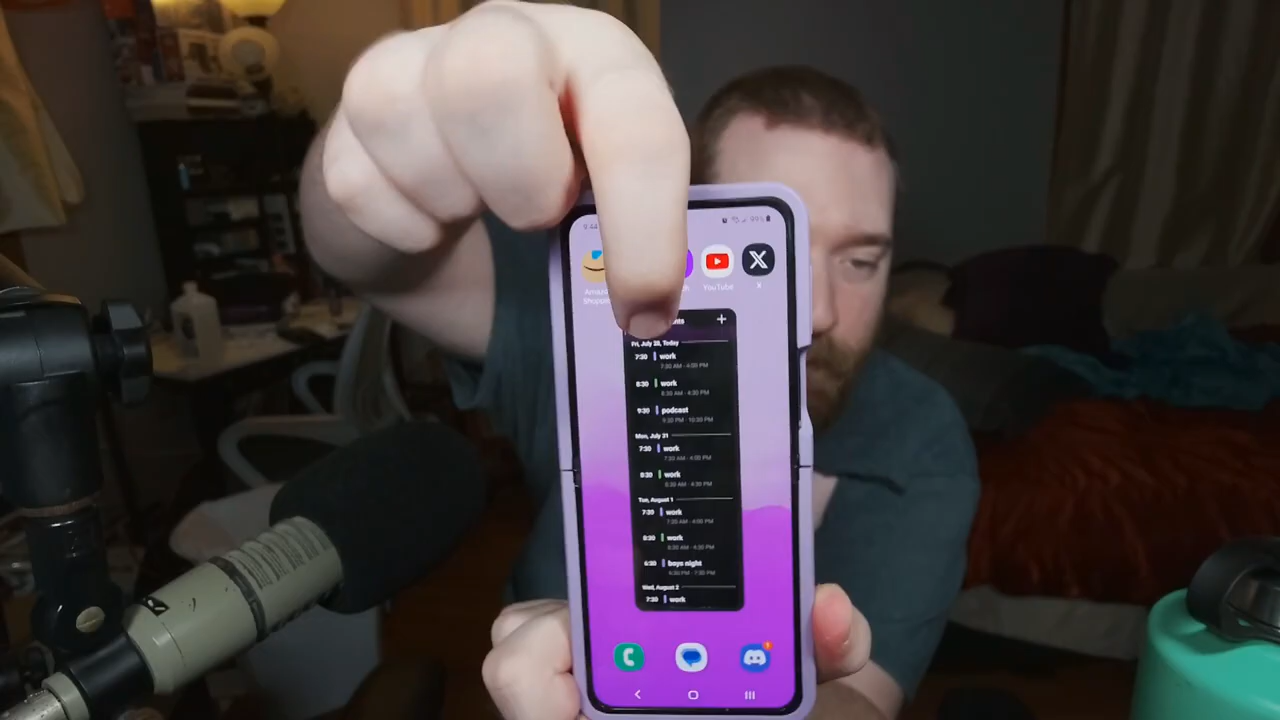 99%
YouTube
X
Fri, July 28, Today
7:30 work
7:30 AM - 4:00 PM
8:30 work
8:30 AM - 4:30 PM
9:30 podcast
9:30 PM - 10:30 PM
Mon, July 31
7:30 work
7:30 AM - 4:00 PM
8:30 work
8:30 AM - 4:30 PM
Tue, August 1
7:30 work
7:30 AM - 4:00 PM
8:30 work
8:30 AM - 4:30 PM
6:30 boys night
6:30 PM - 7:30 PM
Wed, August 2
7:30 work